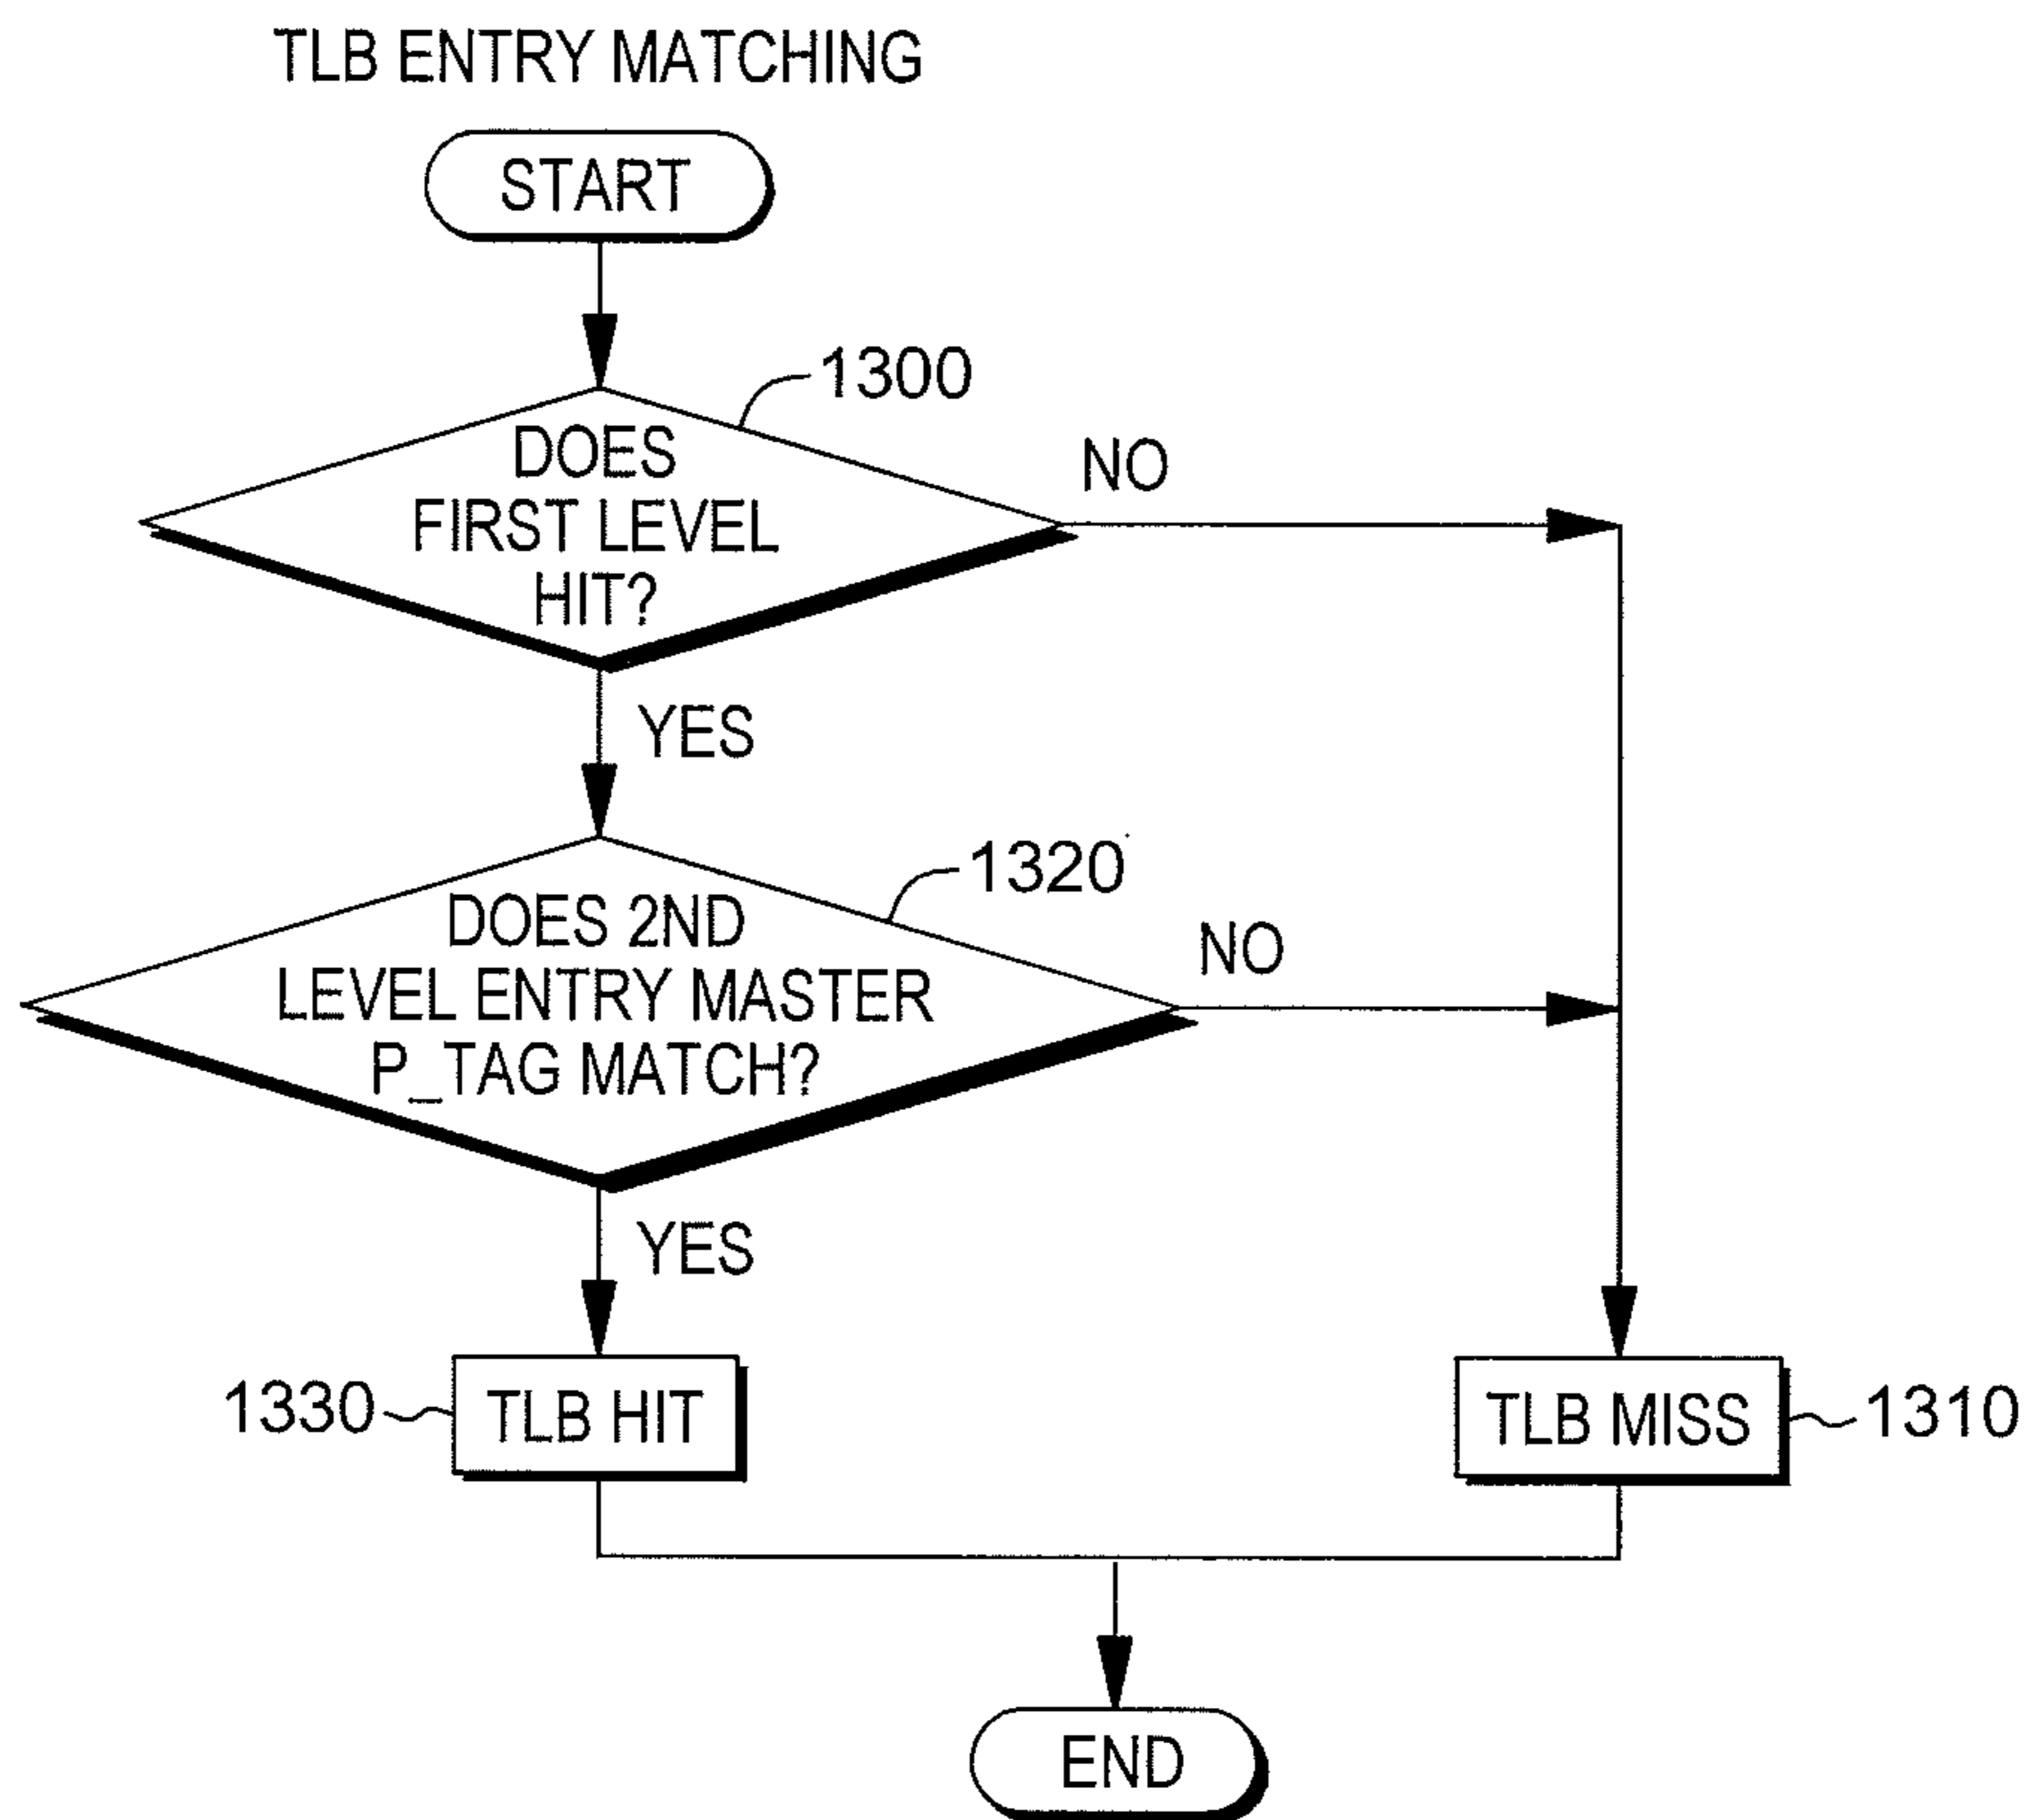 TLB ENTRY MATCHING
START
1300
DOES
FIRST LEVEL
HIT?
NO
YES
1320
DOES 2ND
LEVEL ENTRY MASTER
P_TAG MATCH?
NO
YES
1330
TLB HIT
TLB MISS
1310
END